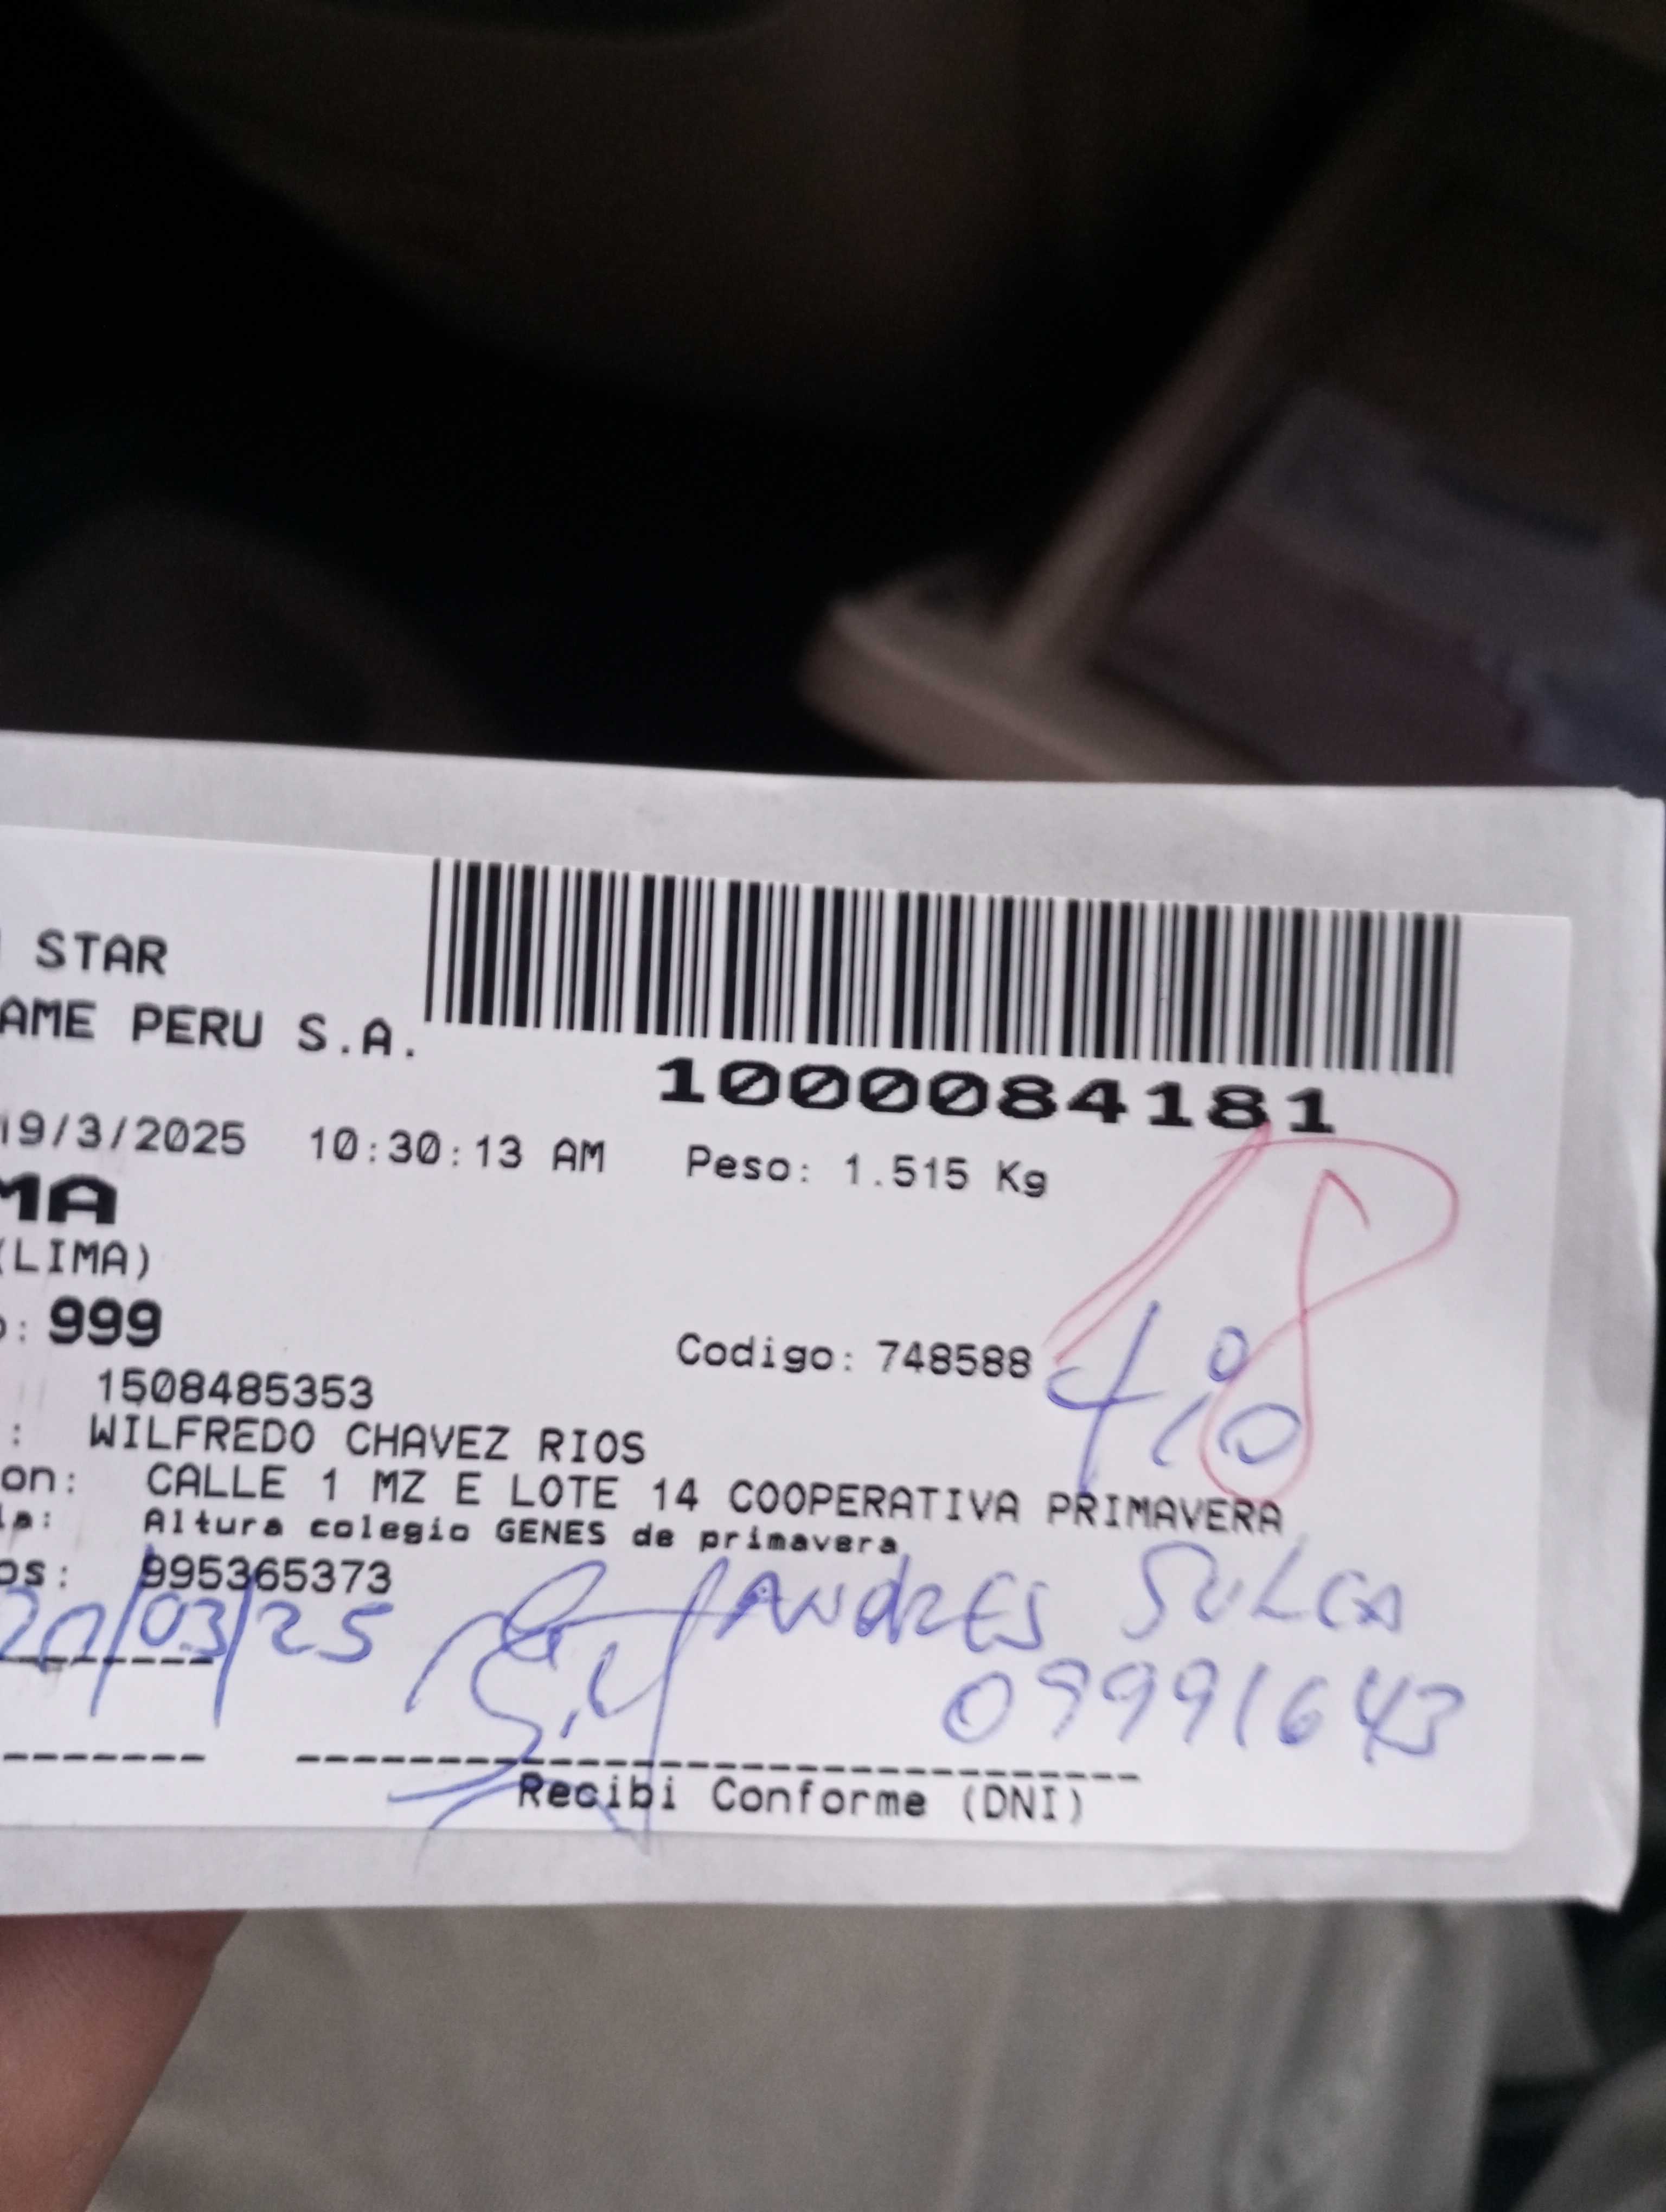 STAR
AME PERU S.A.
1000084181
19/3/2025 10:30:13 AM Peso: 1.515 Kg
MA
(LIMA)
: 999
Codigo: 748588
1508485353
: WILFREDO CHAVEZ RIOS
on: CALLE 1 MZ E LOTE 14 COOPERATIVA PRIMAVERA
la: Altura colegio GENES de primavera
os: 995365373
20/03/25
ANDRES SULCA
09991643
Recibi Conforme (DNI)